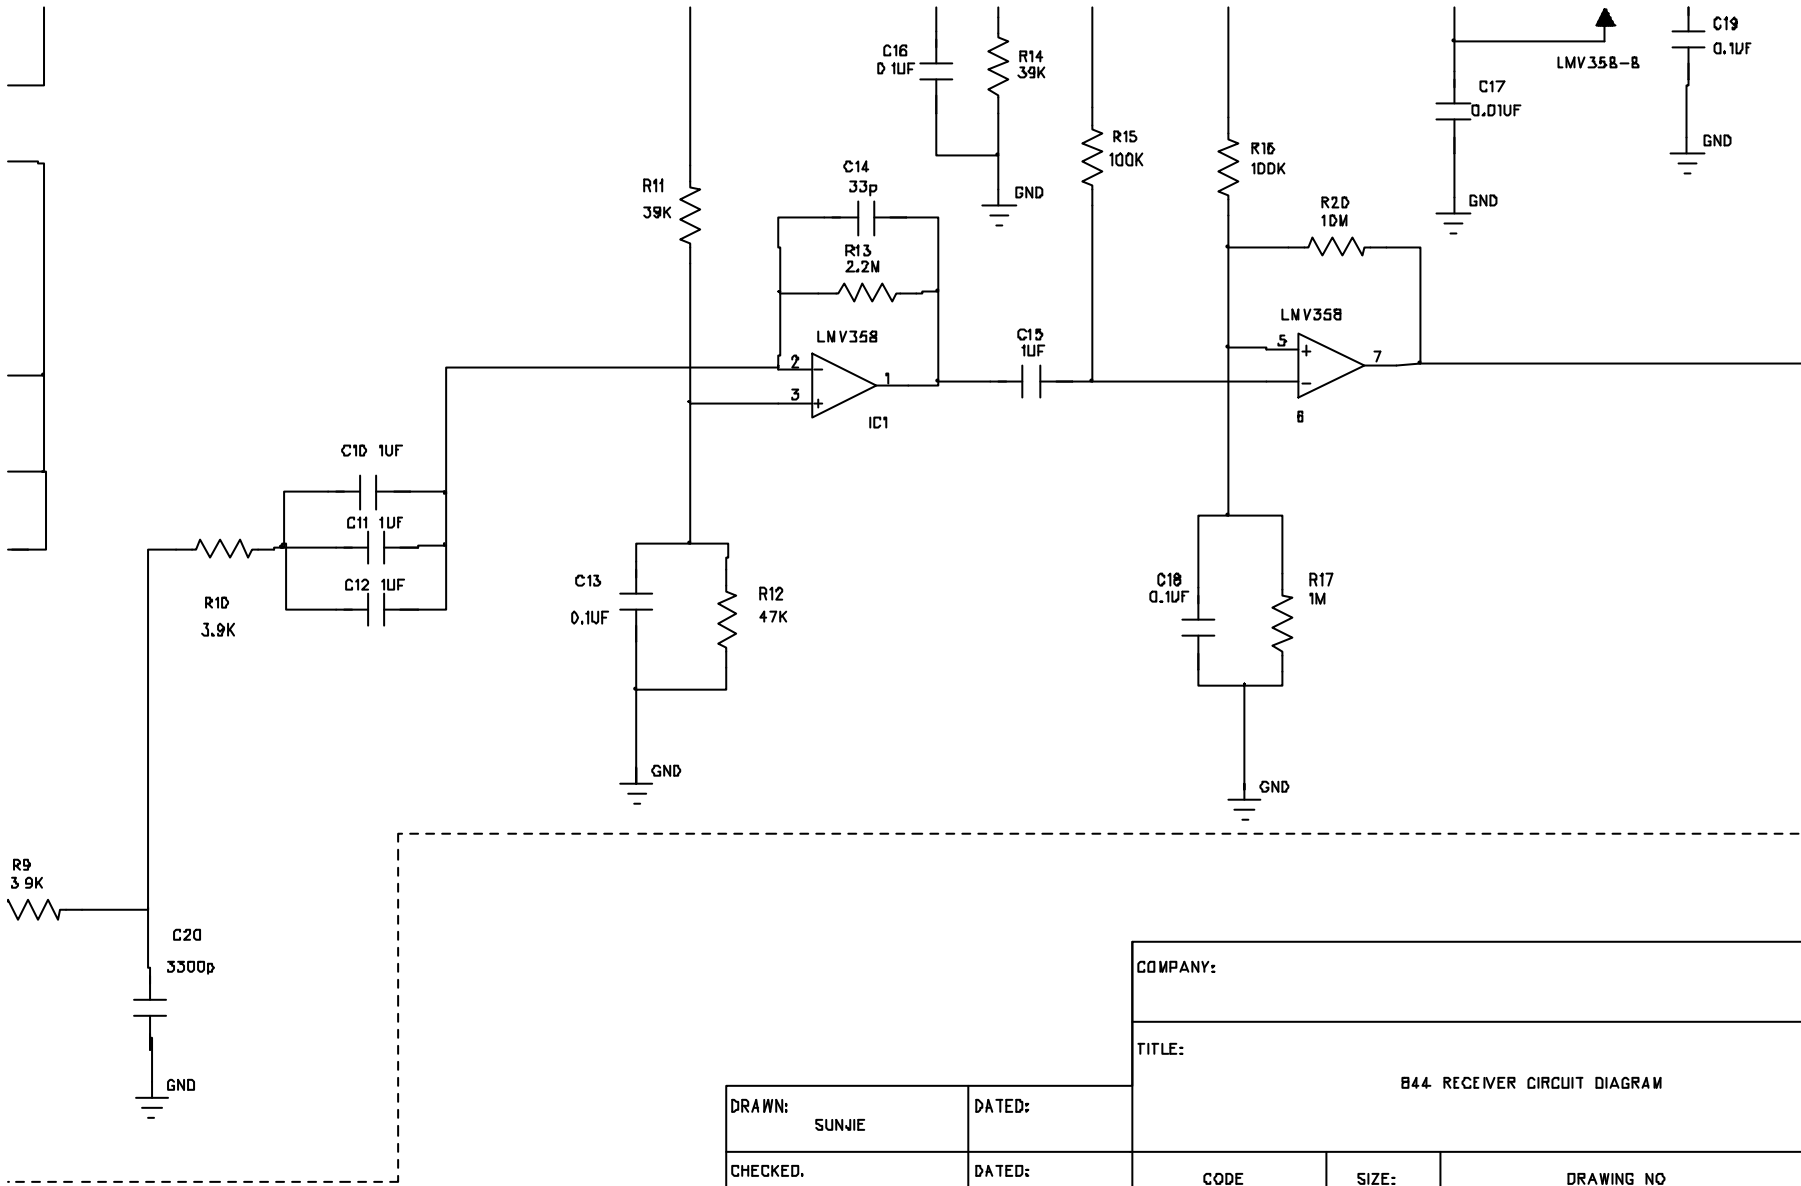 C19
0.1UF
C16
0.1UF
R14
39K
LMV358-B
C17
0.01UF
GND
R15
100K
R16
100K
C14
33p
R11
39K
GND
GND
R20
10M
R13
2.2M
LMV358
5
7
6
LMV358
C15
1UF
2
1
3
IC1
C10 1UF
C11 1UF
C12 1UF
C13
0.1UF
R12
47K
C18
0.1UF
R17
1M
R10
3.9K
GND
GND
R9
3.9K
C20
3300p
GND
COMPANY:
TITLE:
844 RECEIVER CIRCUIT DIAGRAM
DRAWN:
SUNJIE
DATED:
CHECKED.
DATED:
CODE
SIZE:
DRAWING NO